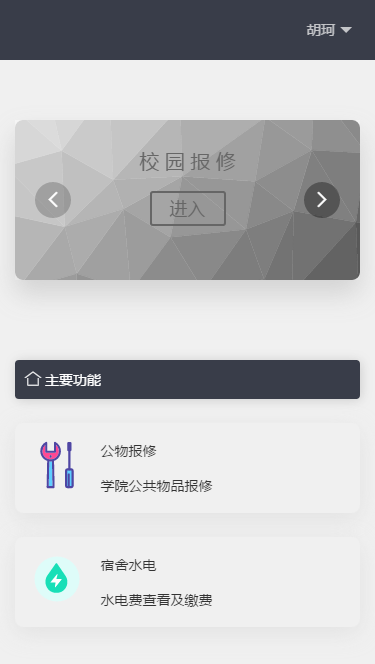 胡珂
校园报修
进入
主要功能
公物报修
学院公共物品报修
宿舍水电
水电费查看及缴费